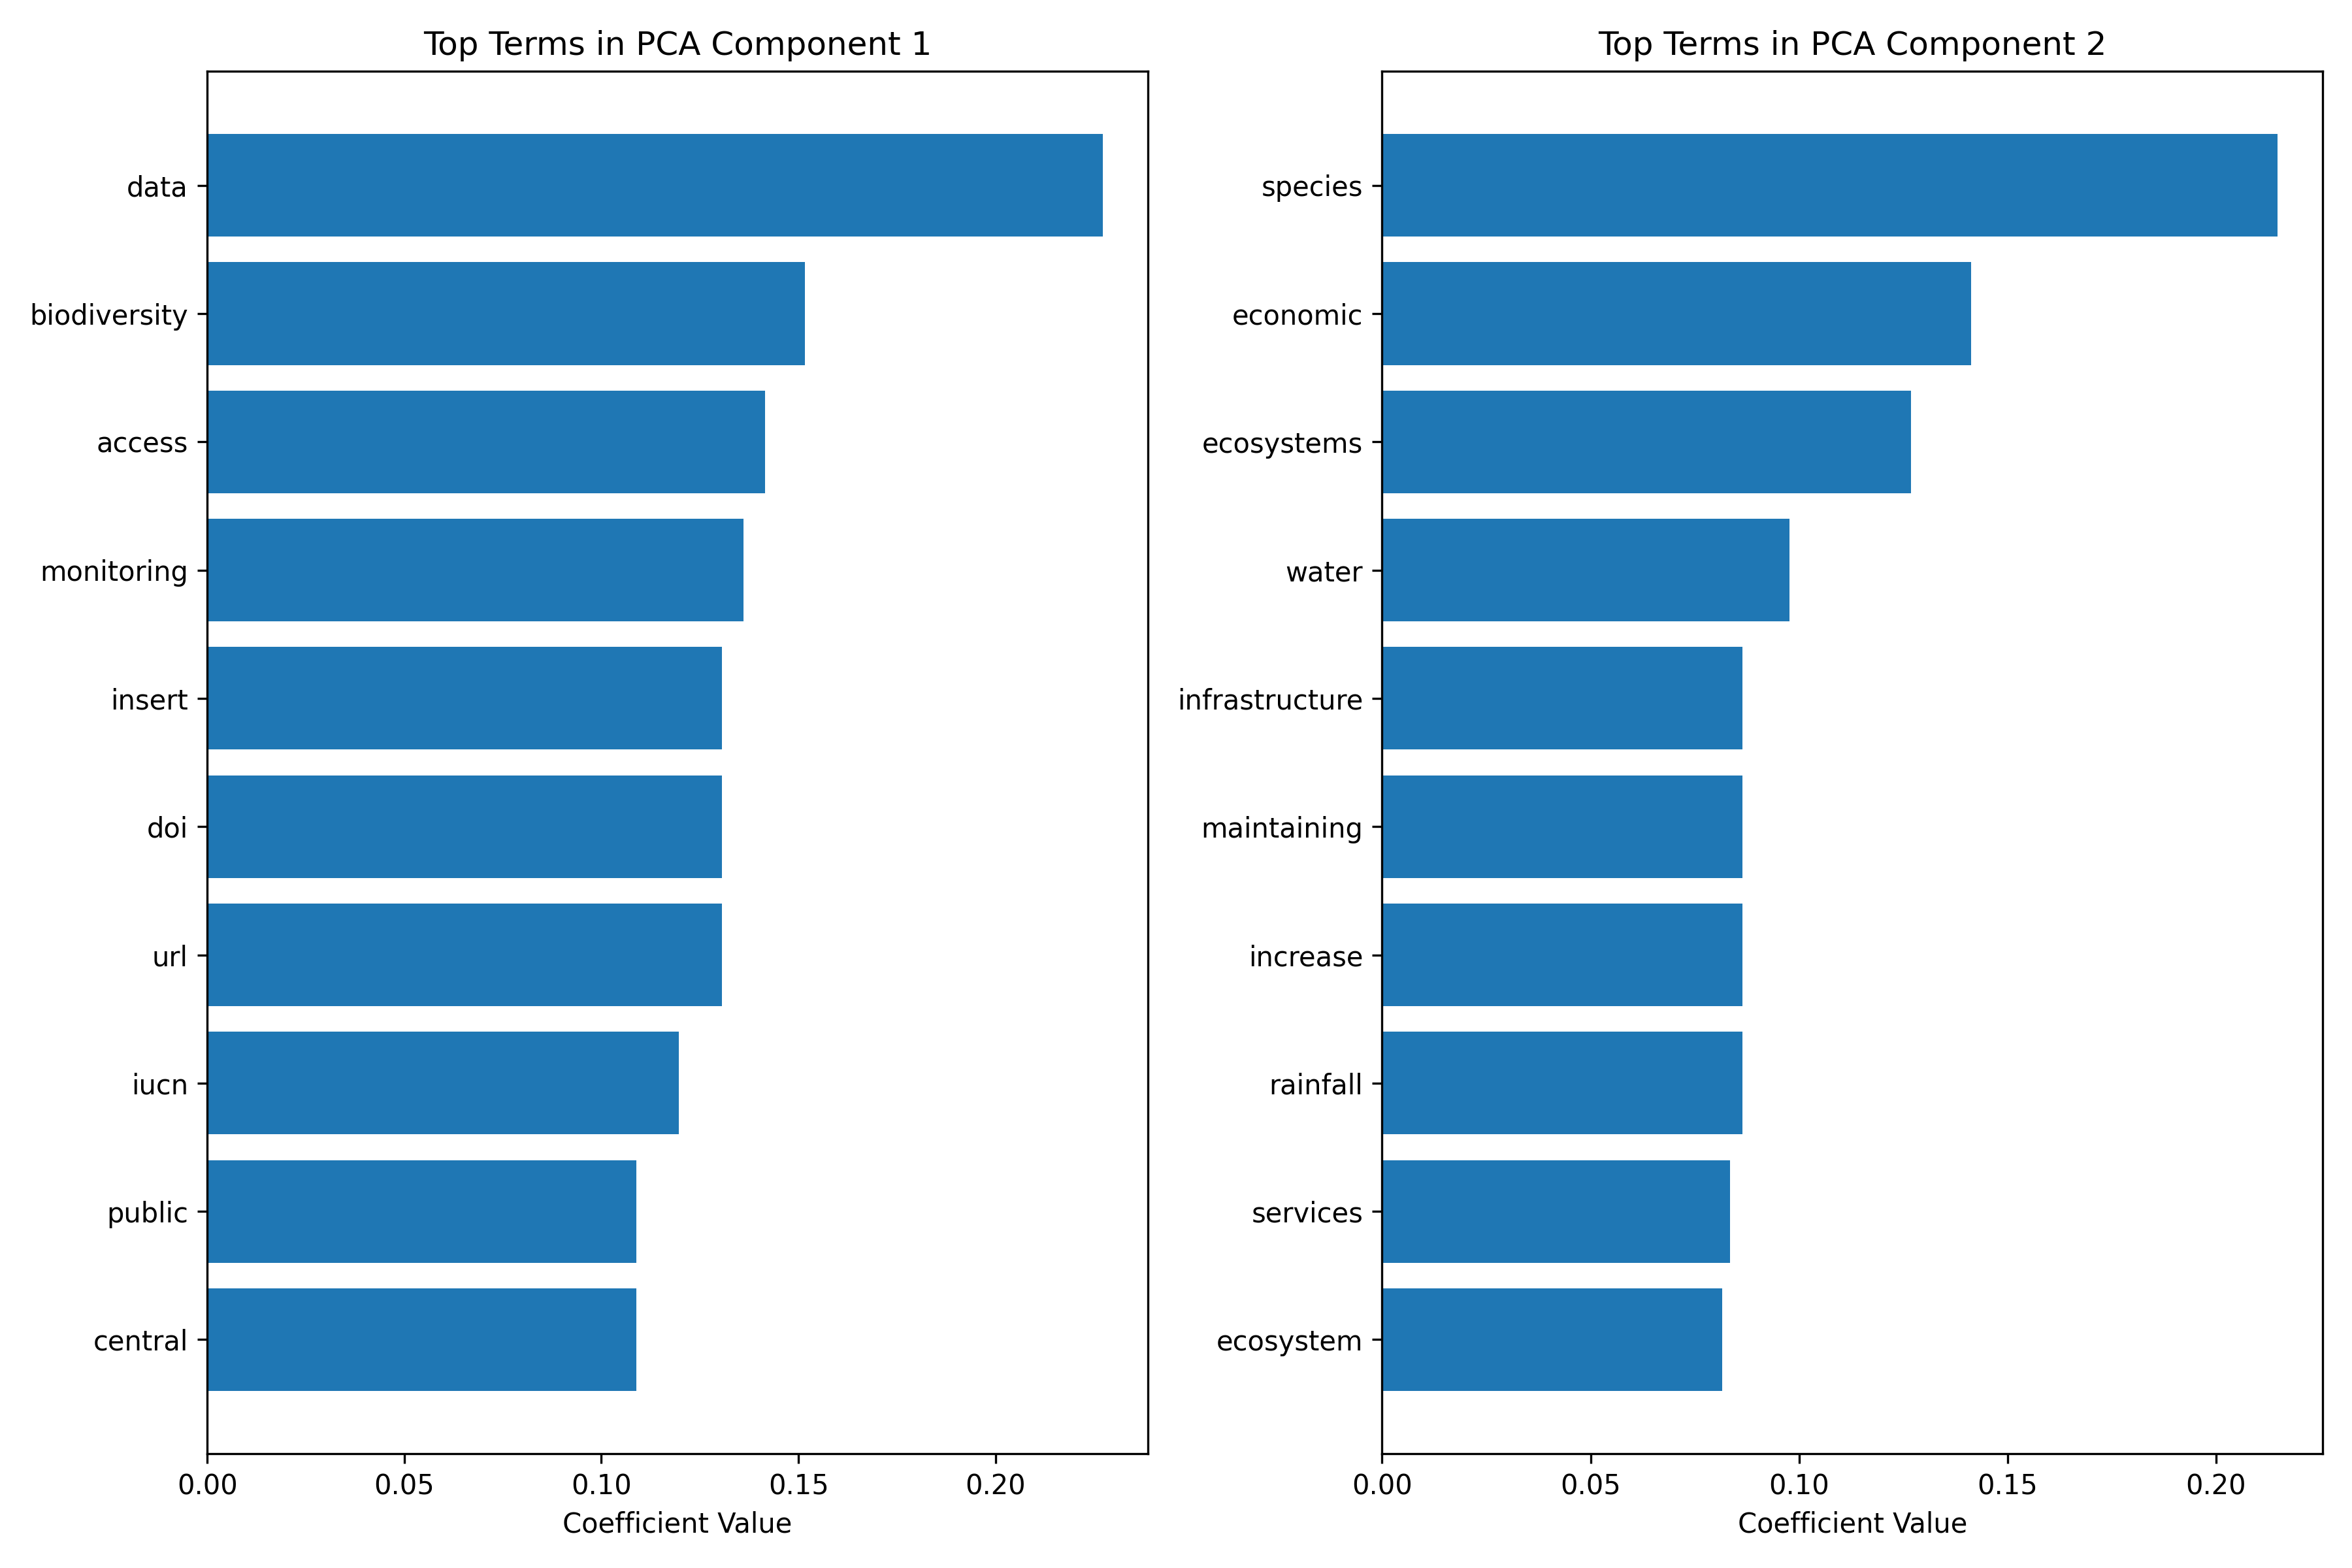 Top Terms in PCA Component 1
data
biodiversity
access
monitoring
insert
doi
url
iucn
public
central
0.00 0.05 0.10 0.15 0.20
Coefficient Value
Top Terms in PCA Component 2
species
economic
ecosystems
water
infrastructure
maintaining
increase
rainfall
services
ecosystem
0.00 0.05 0.10 0.15 0.20
Coefficient Value